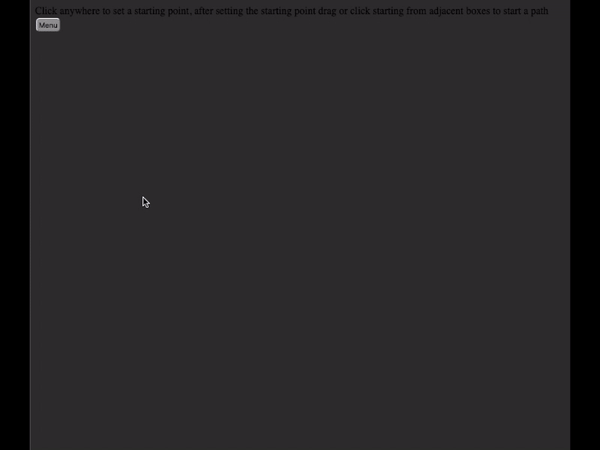 Click anywhere to set a starting point, after setting the starting point drag or click starting from adjacent boxes to start a path
Menu